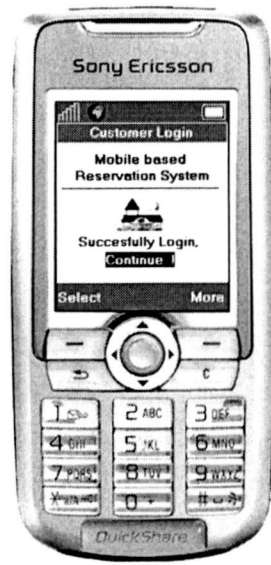 Sony Ericsson
Customer Login
Mobile based
Reservation System
Succesfully Login,
Continue !
Select More
C
1 2 ABC 3 DEF
4 GHI 5 JKL 6 MNO
7 PQRS 8 TUV 9 WXYZ
0 + #
QuickShare